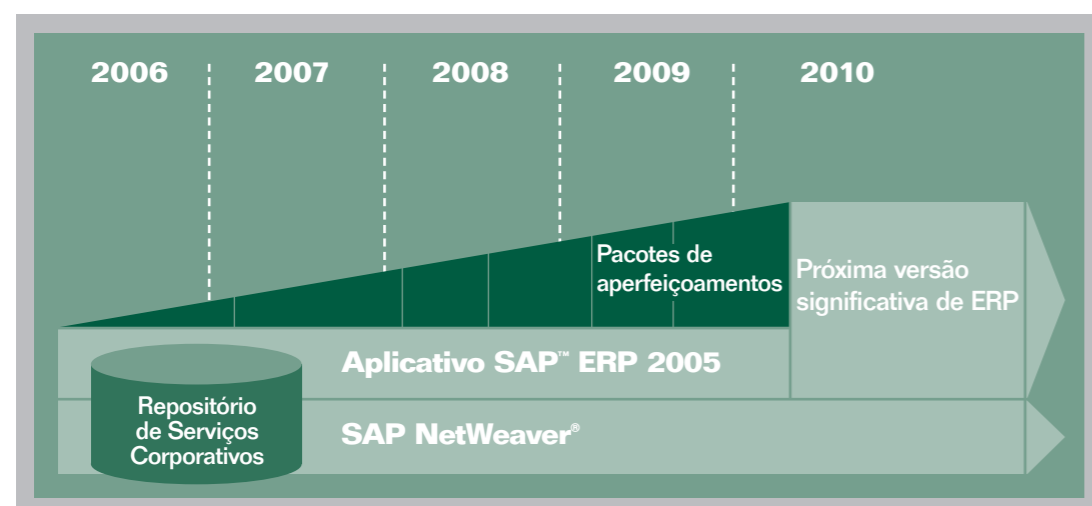 2006 2007 2008 2009 2010
Pacotes de
aperfeiçoamentos
Próxima versão
significativa de ERP
Aplicativo SAP™ ERP 2005
Repositório
de Serviços
Corporativos
SAP NetWeaver®